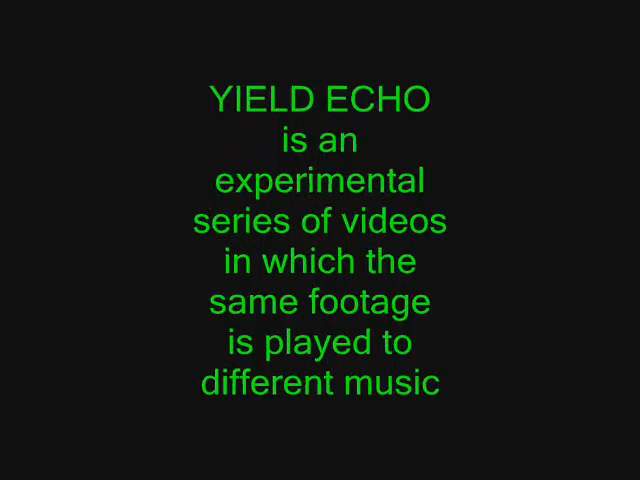 YIELD ECHO
is an
experimental
series of videos
in which the
same footage
is played to
different music